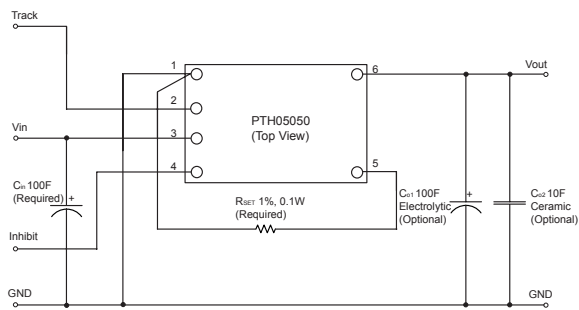 Track
1
6
Vout
2
PTH05050
(Top View)
Vin
3
4
5
Cin 100F
(Required)
+
RSET 1%, 0.1W
(Required)
Co1 100F
Electrolytic
(Optional)
+
Co2 10F
Ceramic
(Optional)
Inhibit
GND
GND